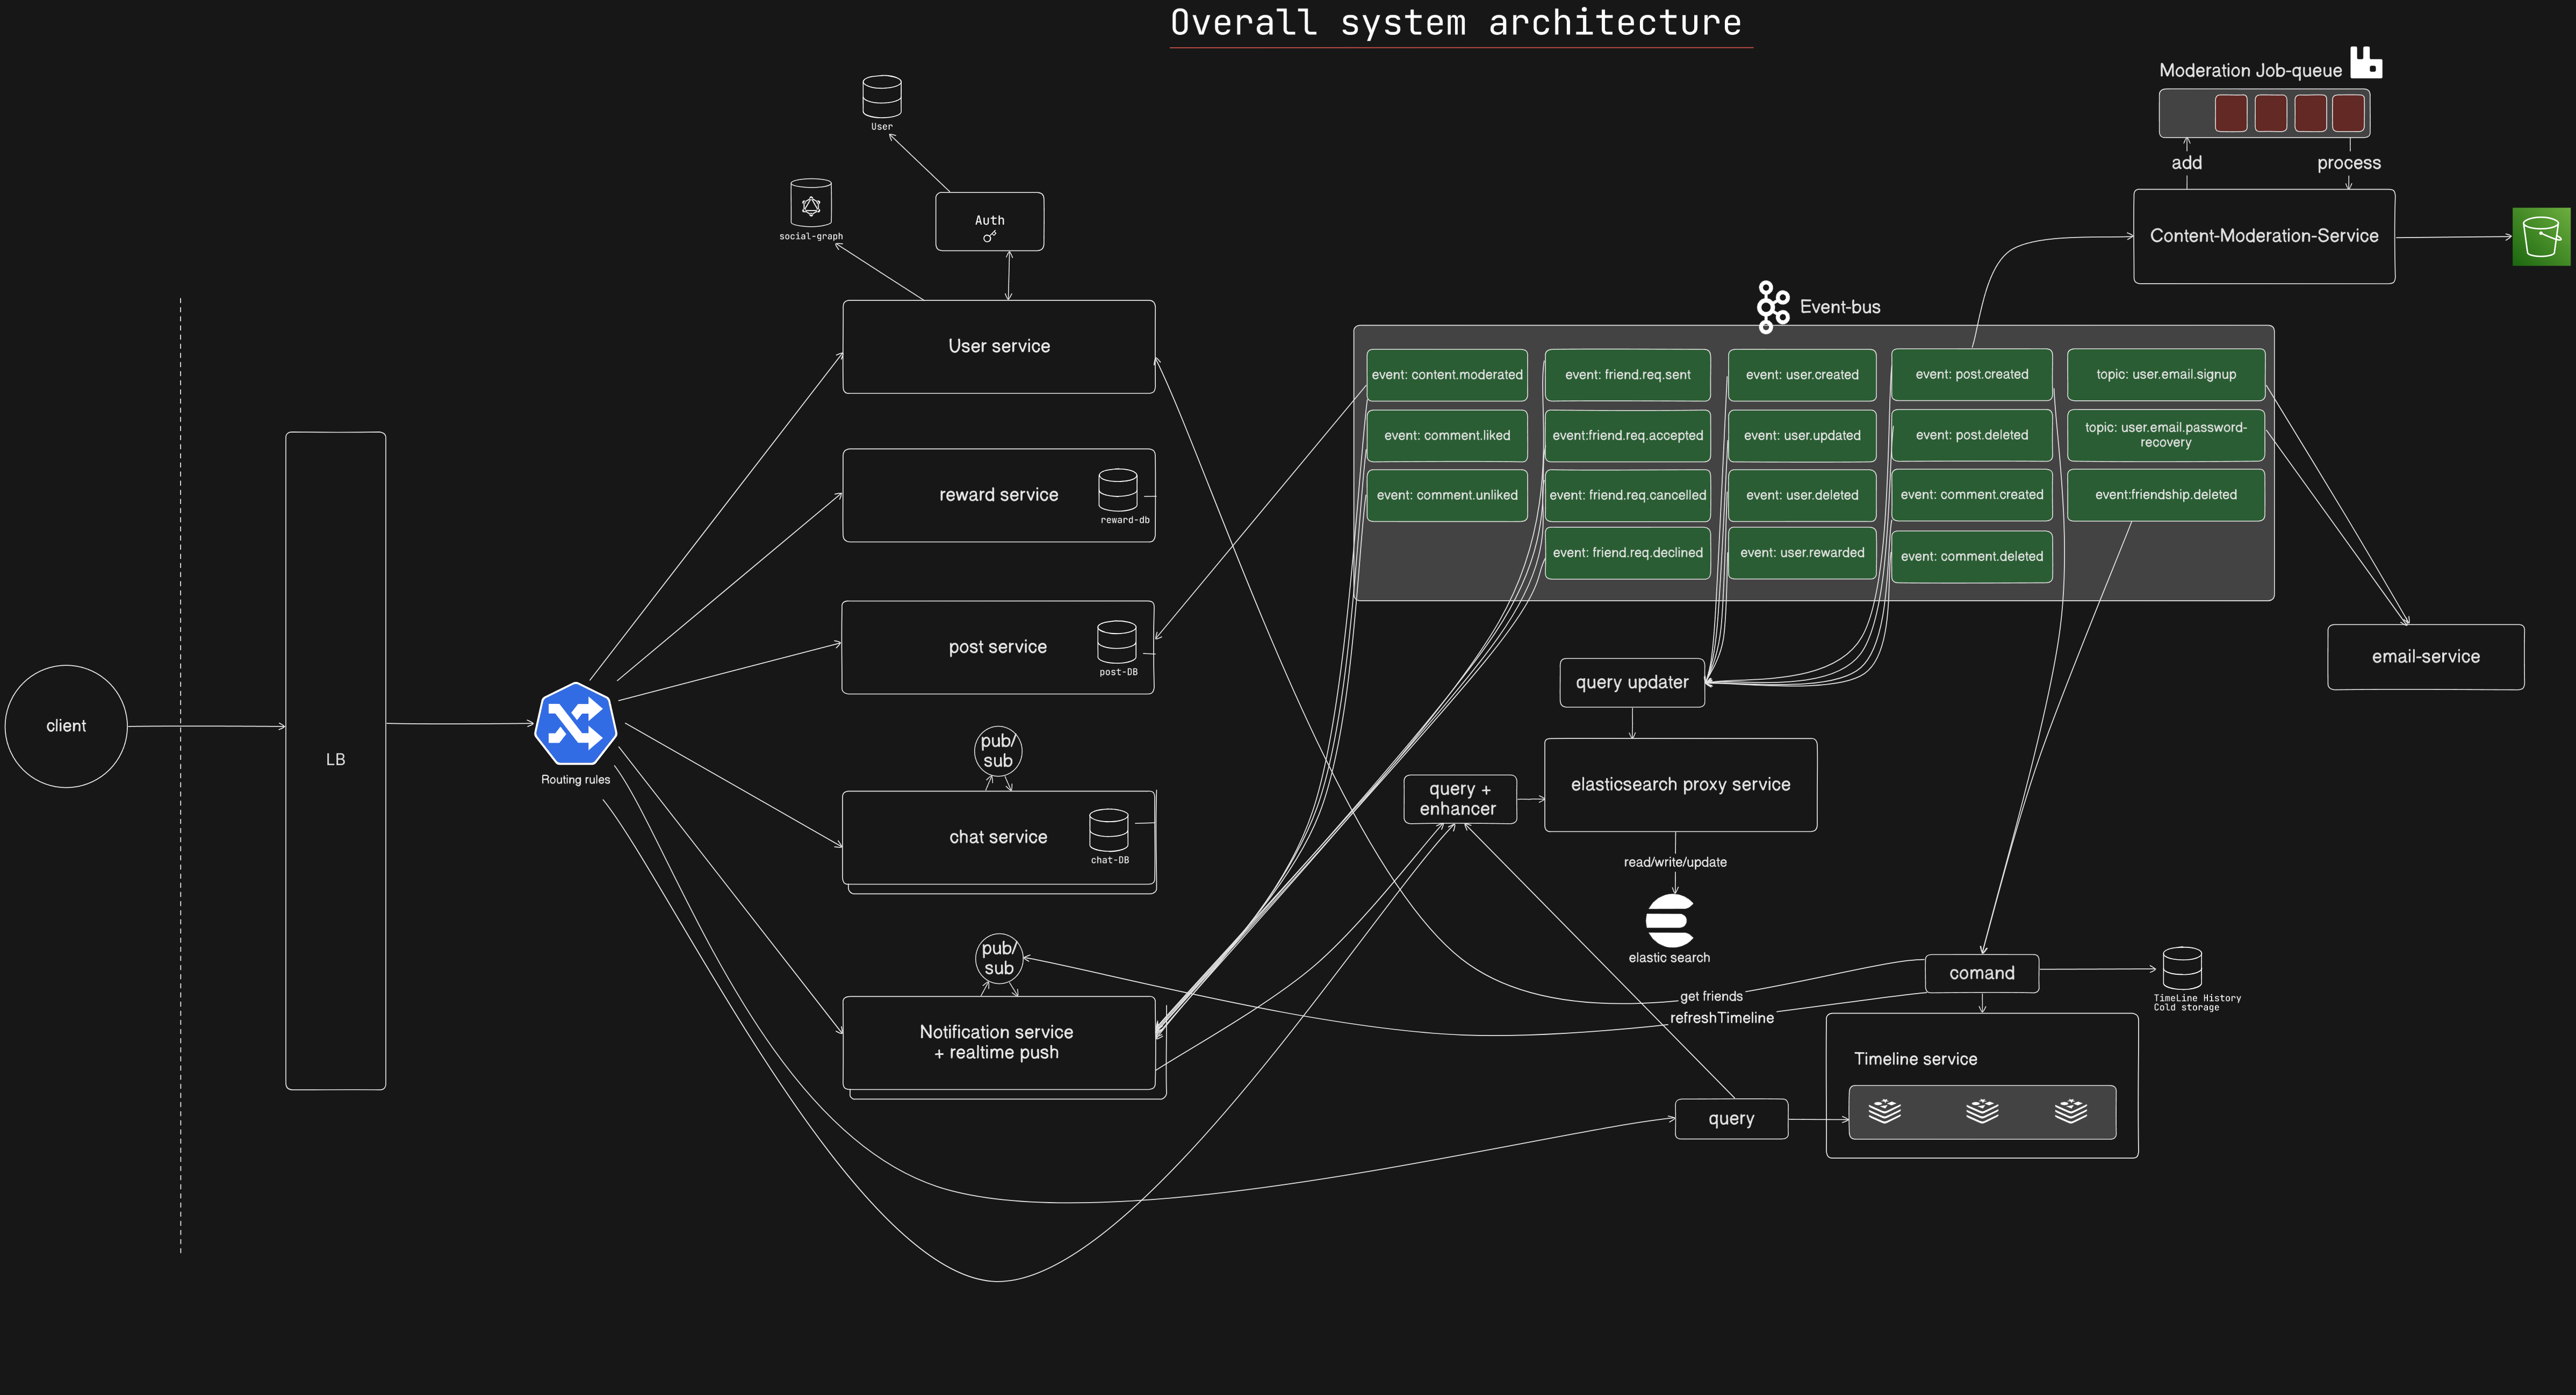 Overall system architecture
Moderation Job-queue
add
process
Content-Moderation-Service
User
social-graph
Auth
User service
reward service
reward-db
post service
post-DB
pub/
sub
chat service
chat-DB
pub/
sub
Notification service
+ realtime push
client
LB
Routing rules
Event-bus
event: content.moderated
event: friend.req.sent
event: user.created
event: post.created
topic: user.email.signup
event: comment.liked
event:friend.req.accepted
event: user.updated
event: post.deleted
topic: user.email.password-
recovery
event: comment.unliked
event: friend.req.cancelled
event: user.deleted
event: comment.created
event:friendship.deleted
event: friend.req.declined
event: user.rewarded
event: comment.deleted
email-service
query updater
elasticsearch proxy service
query +
enhancer
read/write/update
elastic search
comand
TimeLine History
Cold storage
get friends
refreshTimeline
Timeline service
query